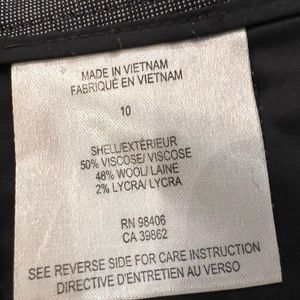 MADE IN VIETNAM
FABRIQUÉ EN VIETNAM
10
SHELL/EXTÉRIEUR
50% VISCOSE/ VISCOSE
48% WOOL/ LAINE
2% LYCRA/ LYCRA
RN 98406
CA 39862
SEE REVERSE SIDE FOR CARE INSTRUCTION
DIRECTIVE D'ENTRETIEN AU VERSO